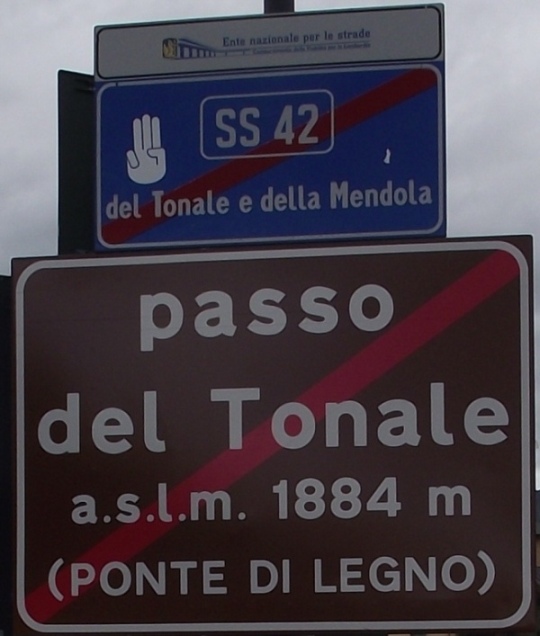 Ente nazionale per le strade
SS 42
del Tonale e della Mendola
passo
del Tonale
a.s.l.m. 1884 m
(PONTE DI LEGNO)